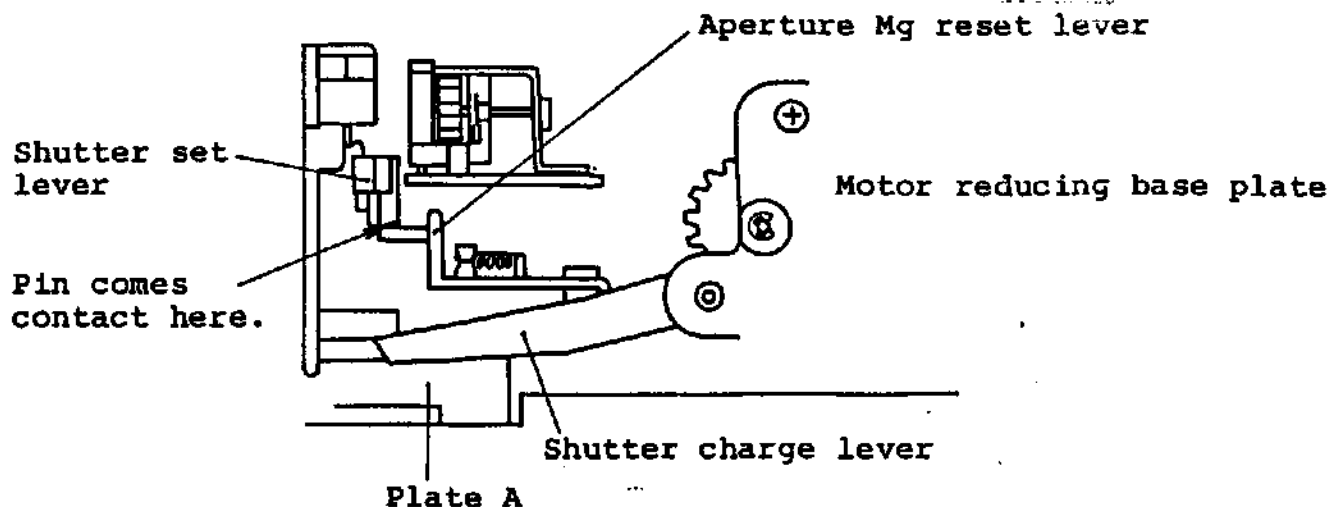 Aperture Mg reset lever
Shutter set
lever
Motor reducing base plate
Pin comes
contact here.
Shutter charge lever
Plate A